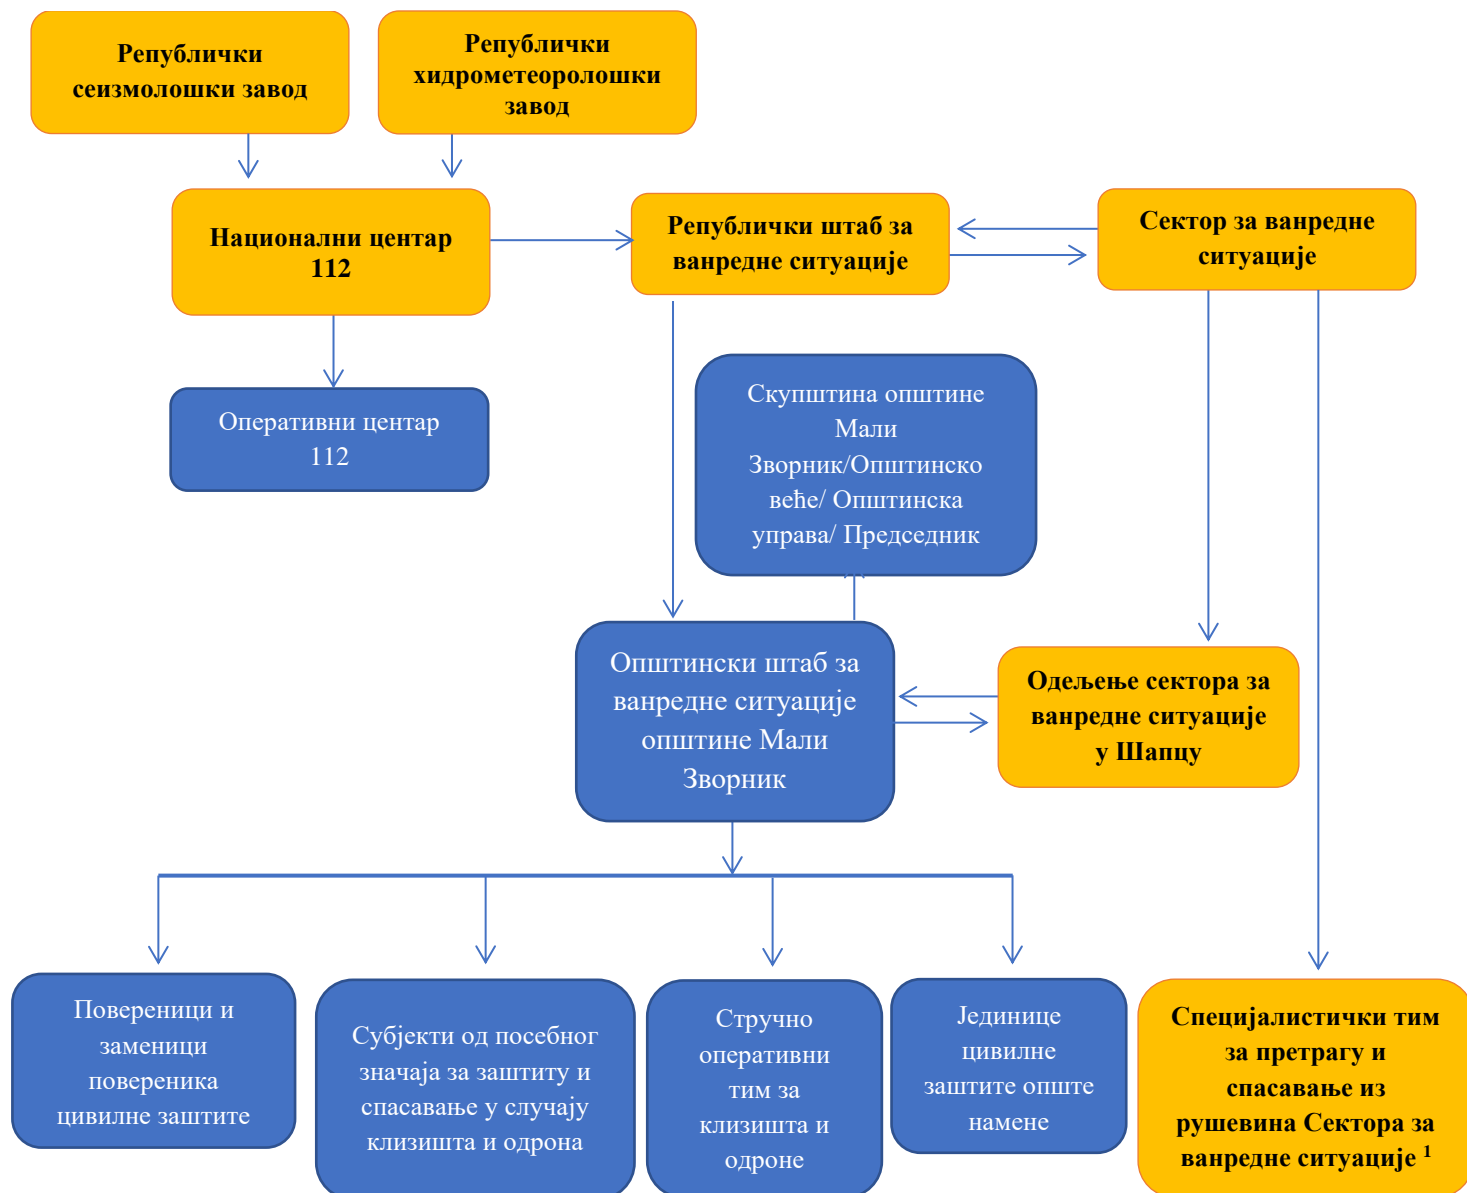 Републички
сеизмолошки завод
Републички
хидрометеоролошки
завод
Национални центар
112
Републички штаб за
ванредне ситуације
Сектор за ванредне
ситуације
Оперативни центар
112
Скупштина општине
Мали
Зворник/Општинско
веће/ Општинска
управа/ Председник
Општински штаб за
ванредне ситуације
општине Мали
Зворник
Одељење сектора за
ванредне ситуације
у Шапцу
Повереници и
заменици
повереника
цивилне заштите
Субјекти од посебног
значаја за заштиту и
спасавање у случају
клизишта и одрона
Стручно
оперативни
тим за
клизишта и
одроне
Јединице
цивилне
заштите опште
намене
Специјалистички тим
за претрагу и
спасавање из
рушевина Сектора за
ванредне ситуације ¹